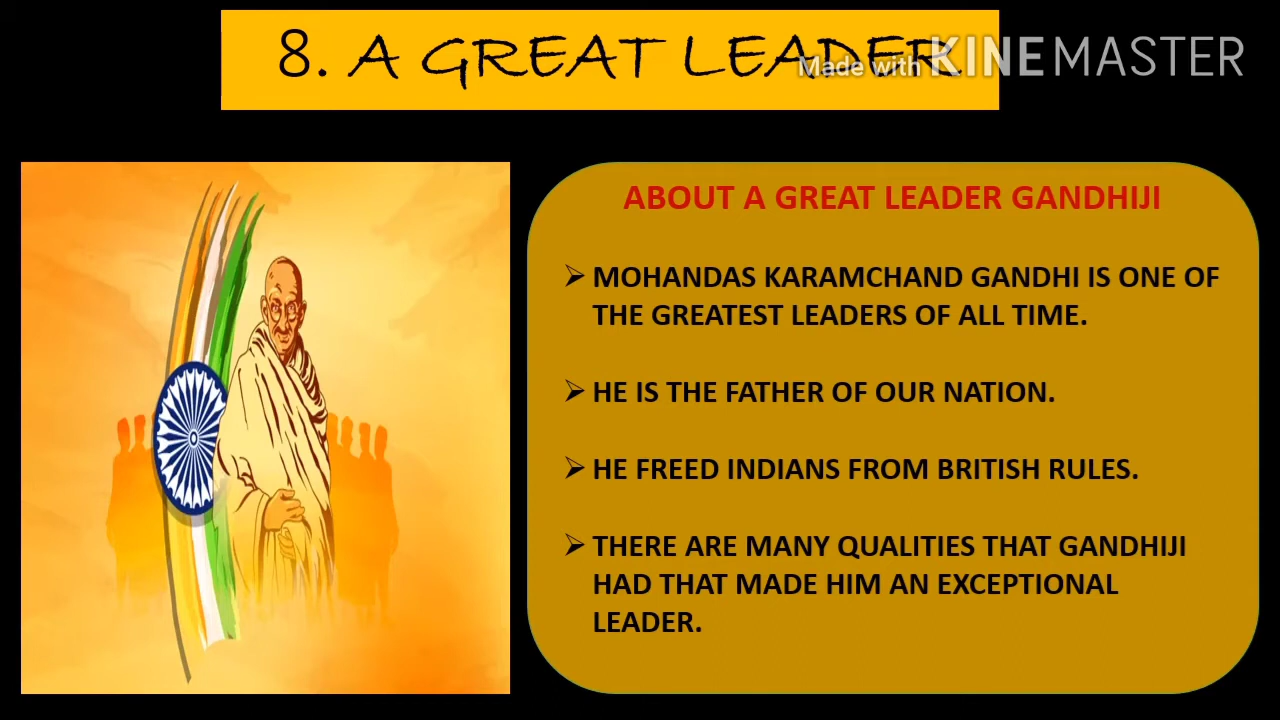 8. A GREAT LEADER
Made with KINEMASTER
ABOUT A GREAT LEADER GANDHIJI
➢ MOHANDAS KARAMCHAND GANDHI IS ONE OF
THE GREATEST LEADERS OF ALL TIME.
➢ HE IS THE FATHER OF OUR NATION.
➢ HE FREED INDIANS FROM BRITISH RULES.
➢ THERE ARE MANY QUALITIES THAT GANDHIJI
HAD THAT MADE HIM AN EXCEPTIONAL
LEADER.